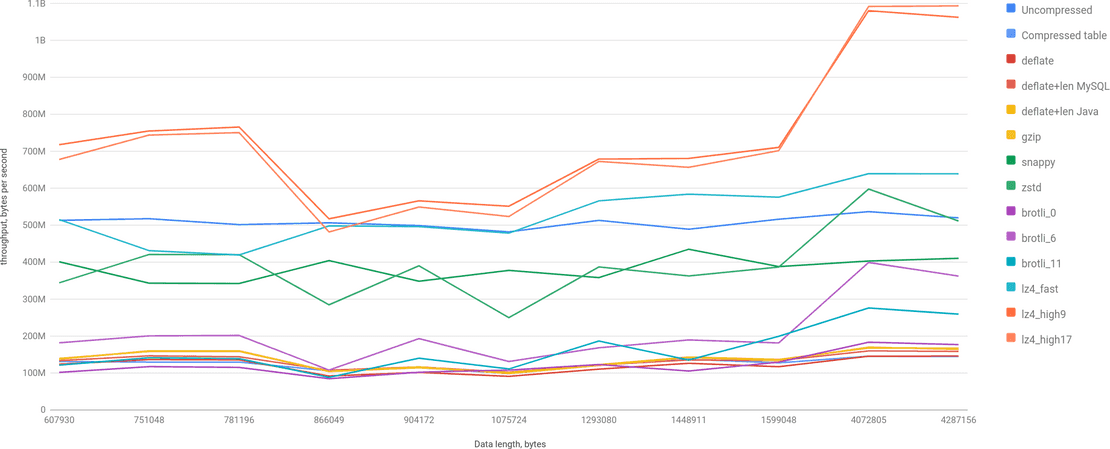 1.1B
1B
900M
800M
700M
600M
500M
400M
300M
200M
100M
0
throughput, bytes per second
607930 751048 781196 866049 904172 1075724 1293080 1448911 1599048 4072805 4287156
Data length, bytes
Uncompressed
Compressed table
deflate
deflate+len MySQL
deflate+len Java
gzip
snappy
zstd
brotli_0
brotli_6
brotli_11
lz4_fast
lz4_high9
lz4_high17